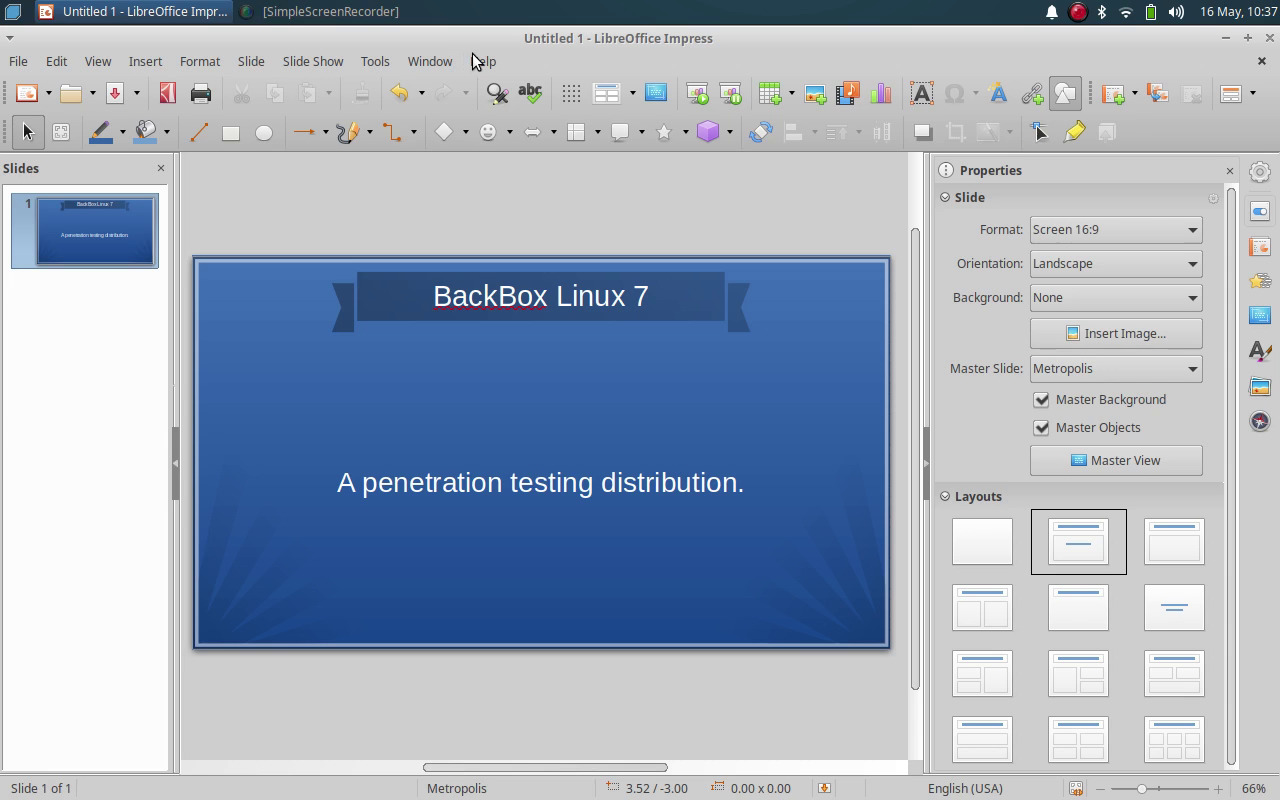 Untitled 1 - LibreOffice Impr...
[SimpleScreenRecorder]
16 May, 10:37
Untitled 1 - LibreOffice Impress
File Edit View Insert Format Slide Slide Show Tools Window elp
Slides
1
BackBox Linux 7
A penetration testing distribution
BackBox Linux 7
A penetration testing distribution.
Properties
Slide
Format: Screen 16:9
Orientation: Landscape
Background: None
Insert Image...
Master Slide: Metropolis
Master Background
Master Objects
Master View
Layouts
Slide 1 of 1
Metropolis
3.52 / -3.00
0.00 x 0.00
English (USA)
66%